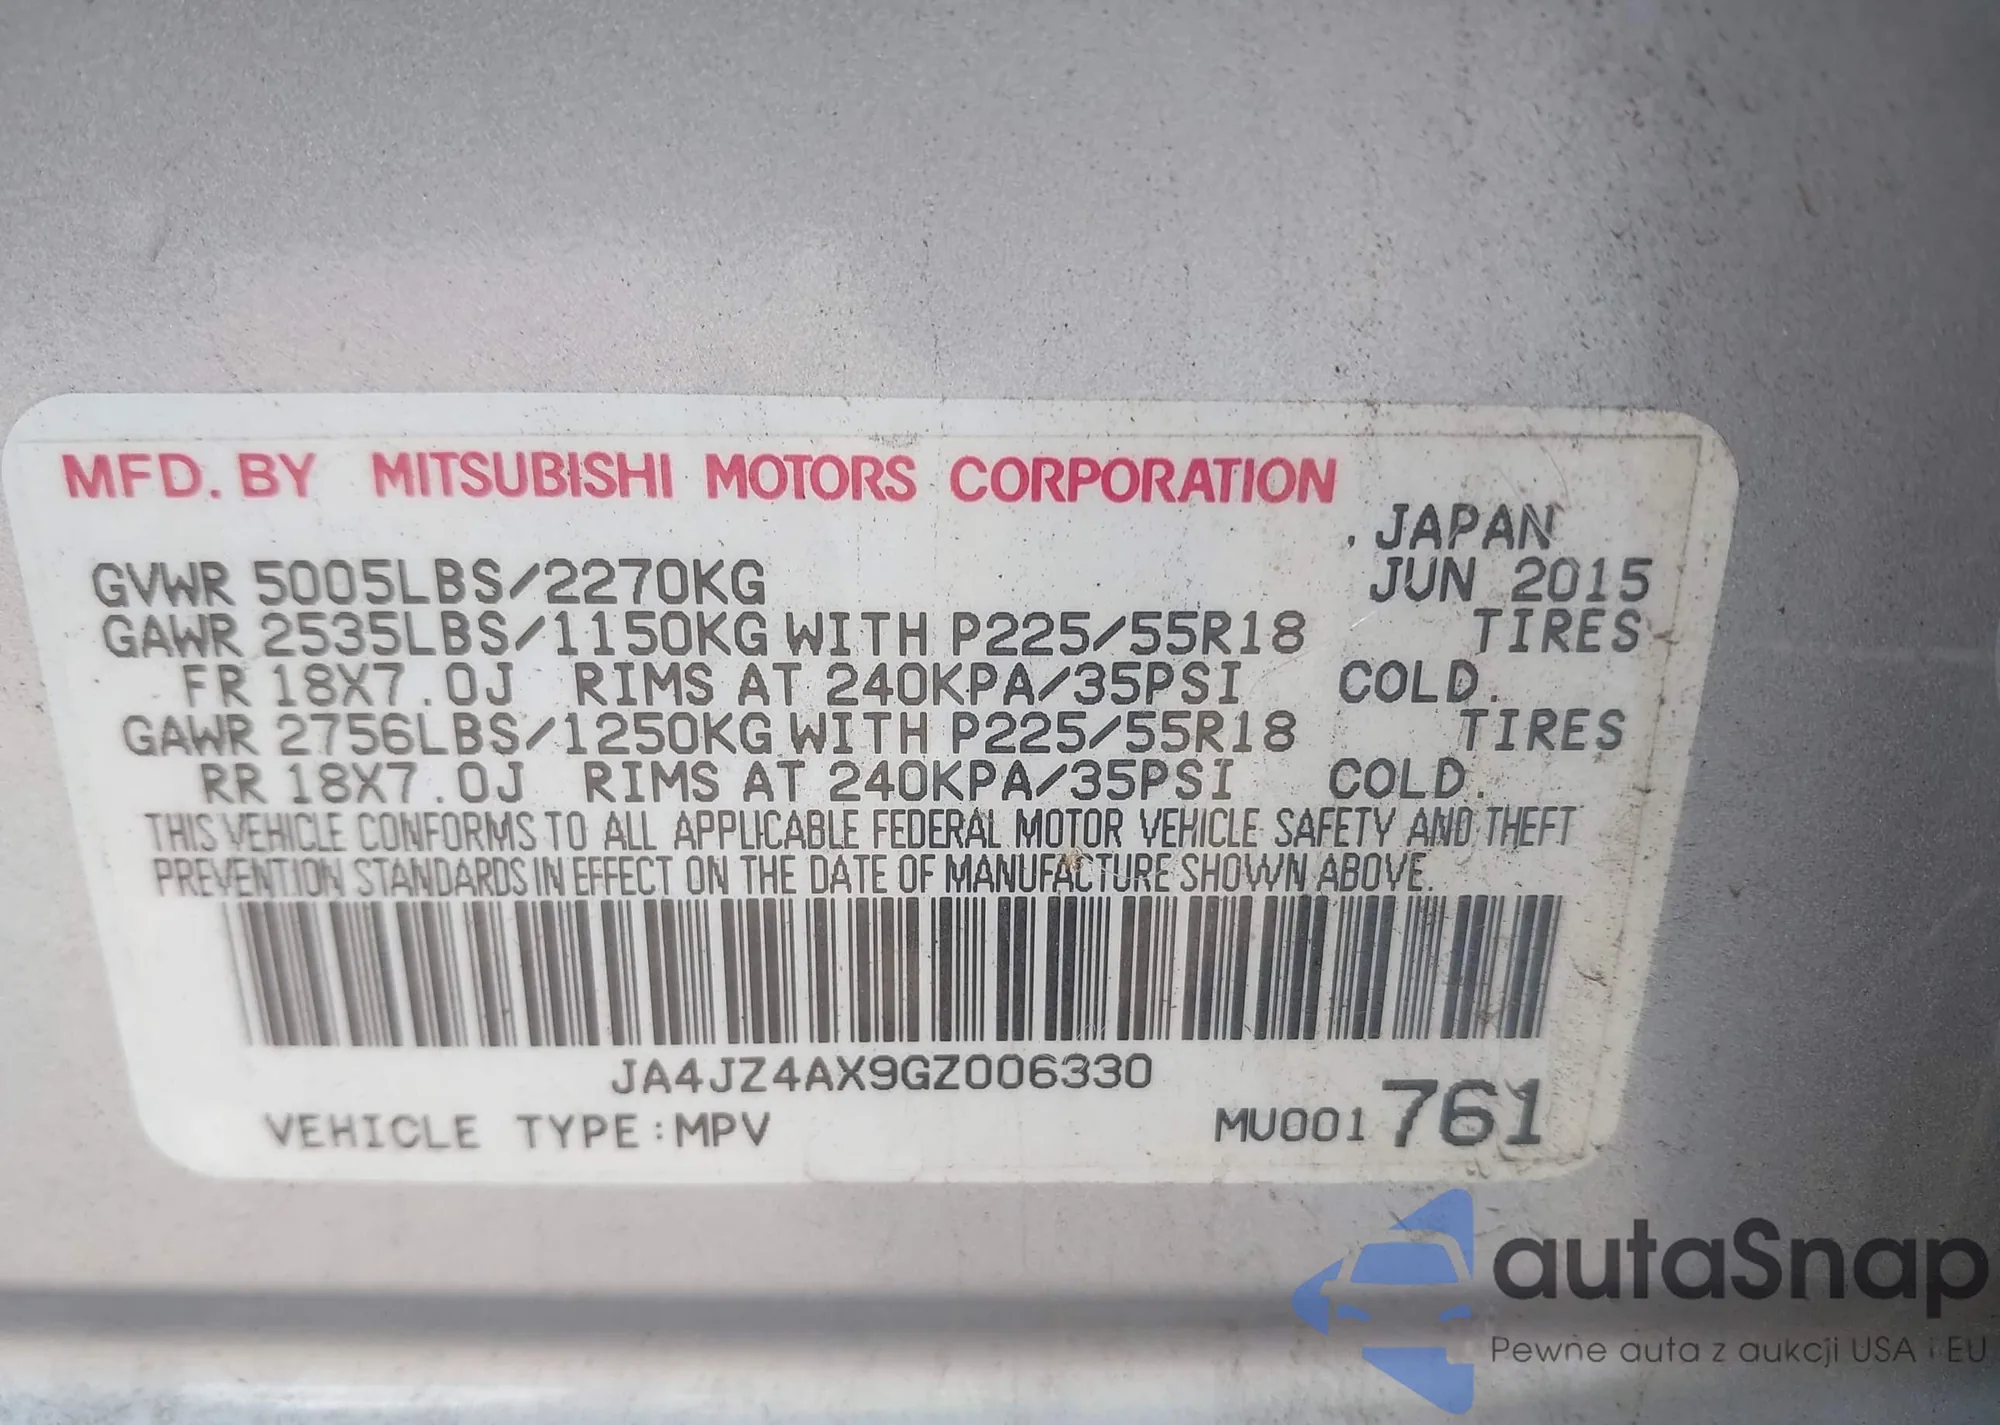 MFD. BY MITSUBISHI MOTORS CORPORATION
, JAPAN
GVWR 5005LBS/2270KG JUN 2015
GAWR 2535LBS/1150KG WITH P225/55R18 TIRES
FR 18X7.0J RIMS AT 240KPA/35PSI COLD.
GAWR 2756LBS/1250KG WITH P225/55R18 TIRES
RR 18X7.0J RIMS AT 240KPA/35PSI COLD.
THIS VEHICLE CONFORMS TO ALL APPLICABLE FEDERAL MOTOR VEHICLE SAFETY AND THEFT
PREVENTION STANDARDS IN EFFECT ON THE DATE OF MANUFACTURE SHOWN ABOVE.
JA4JZ4AX9GZ006330
VEHICLE TYPE:MPV MU001761
autaSnap
Pewne auta z aukcji USA i EU